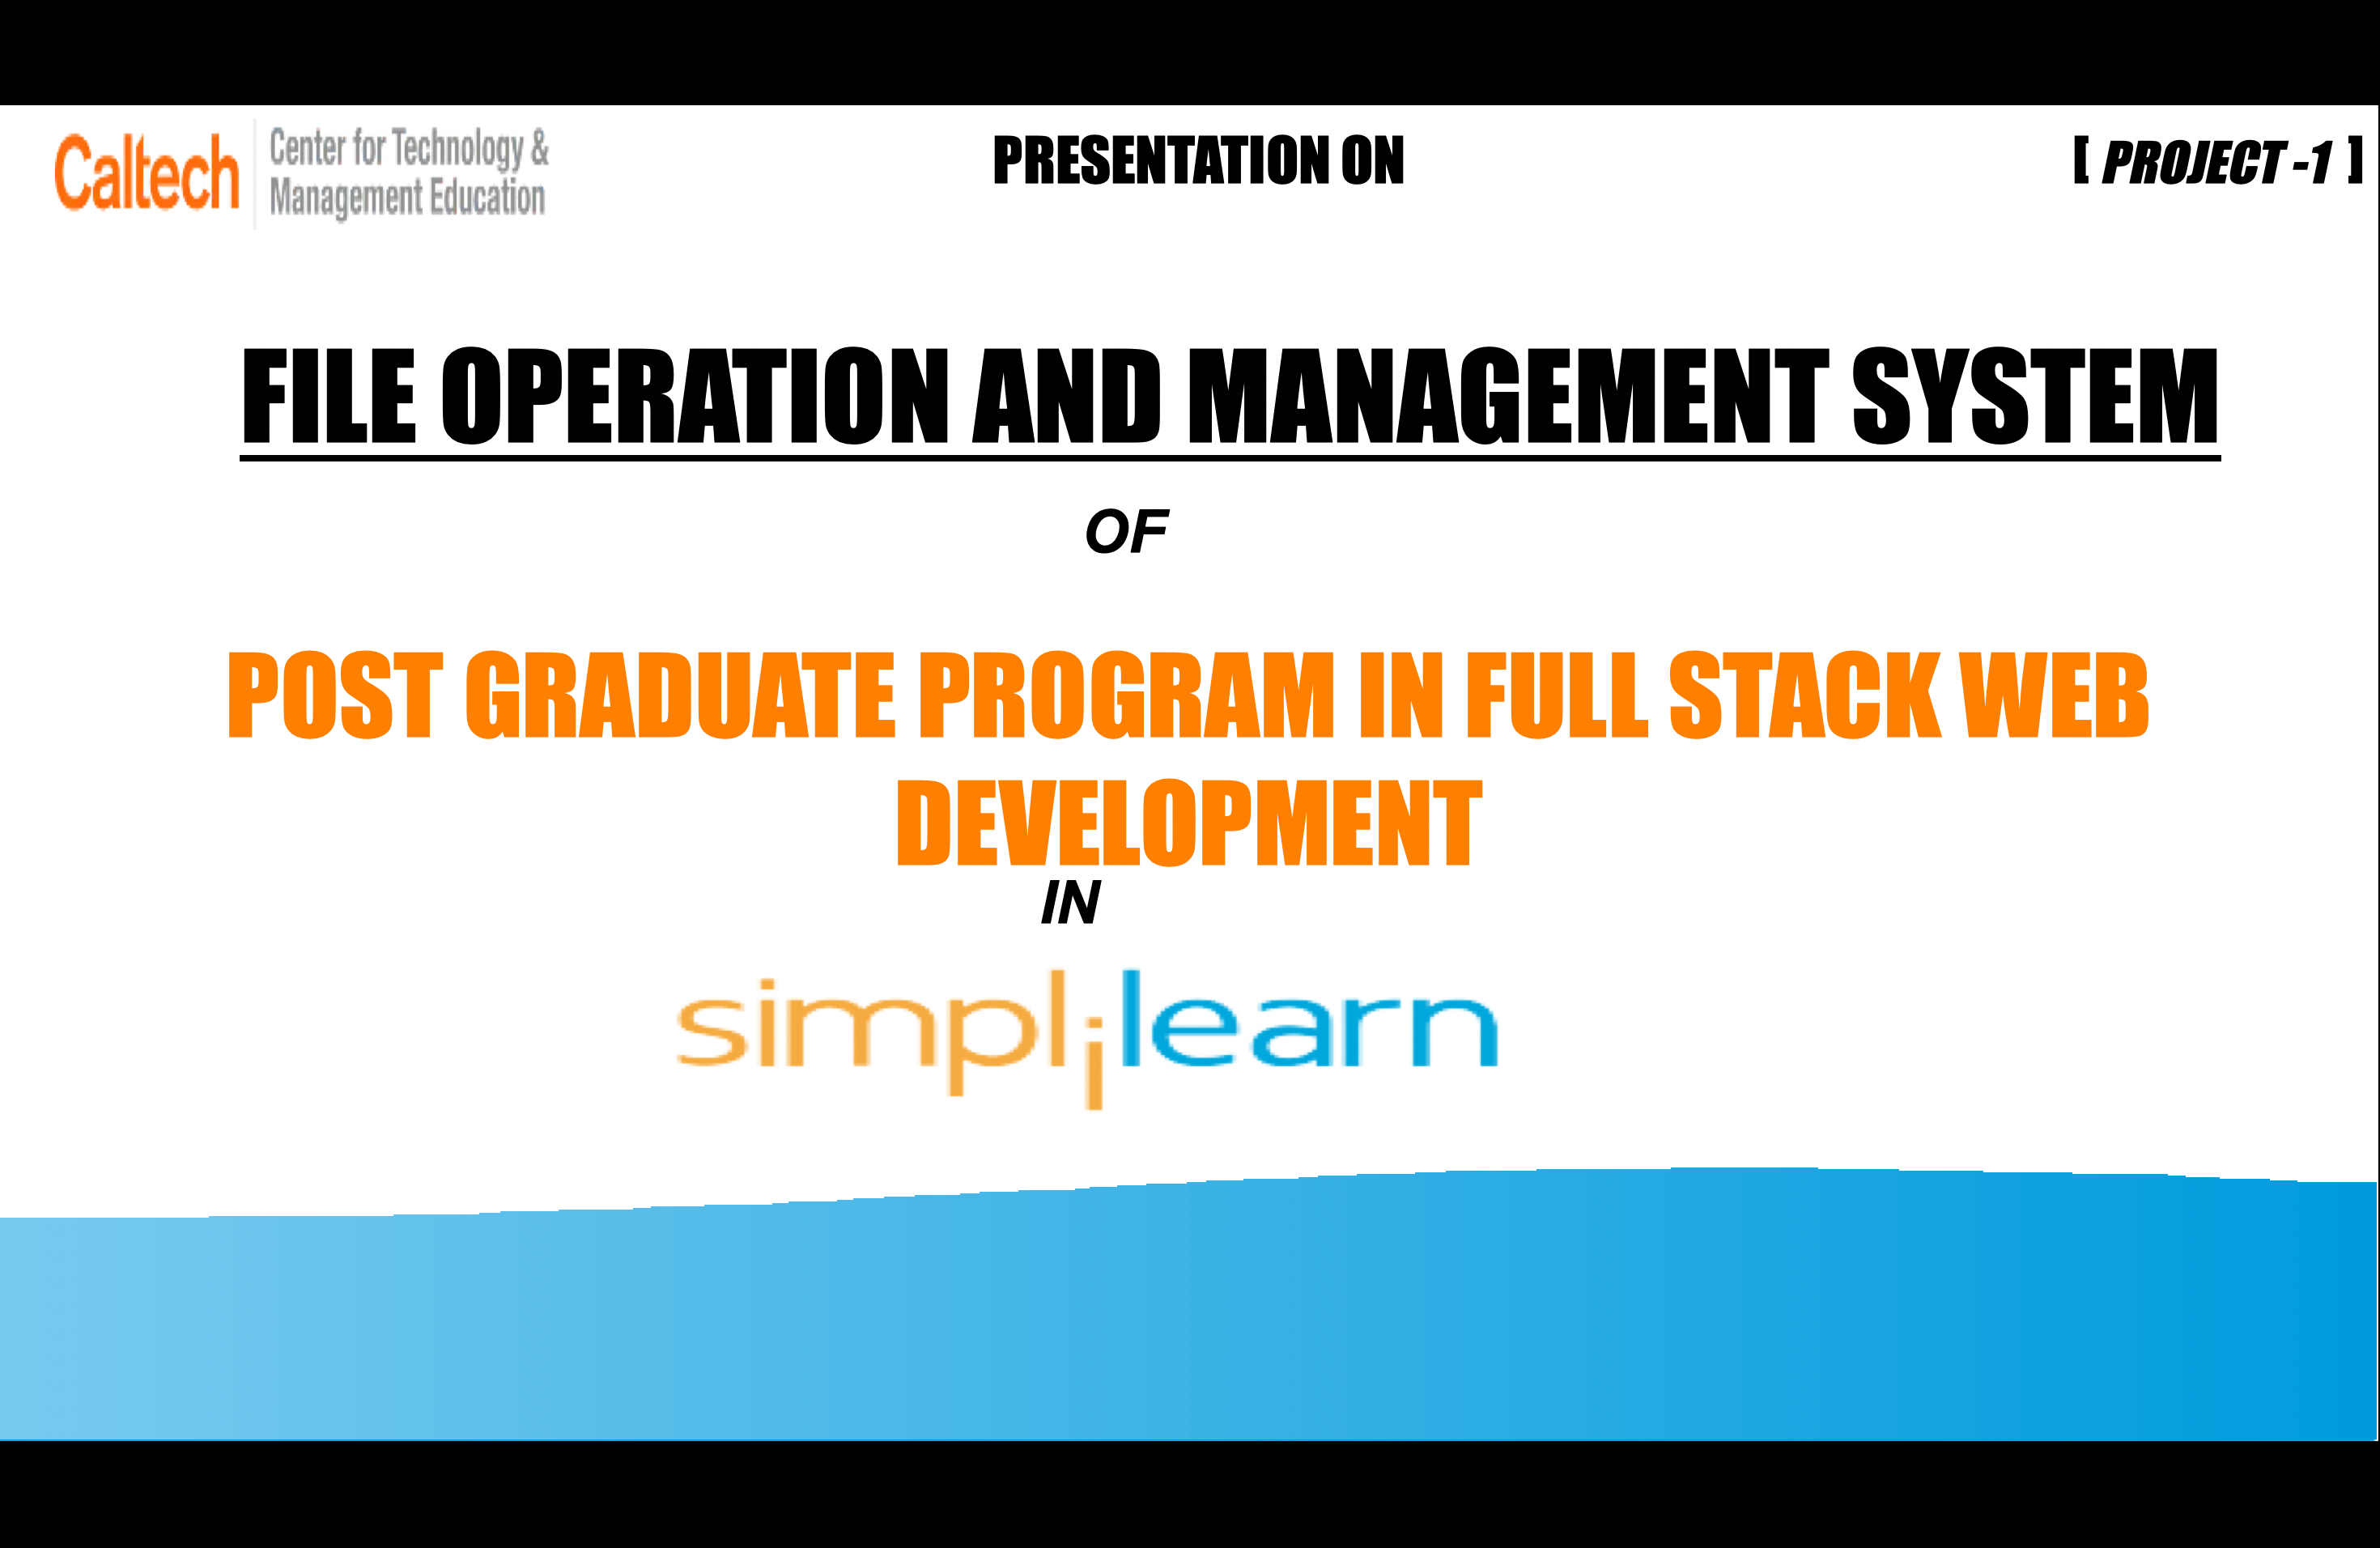 Caltech
Center for Technology &
Management Education
PRESENTATION ON
[ PROJECT -1 ]
FILE OPERATION AND MANAGEMENT SYSTEM
OF
POST GRADUATE PROGRAM IN FULL STACK WEB
DEVELOPMENT
IN
simplilearn